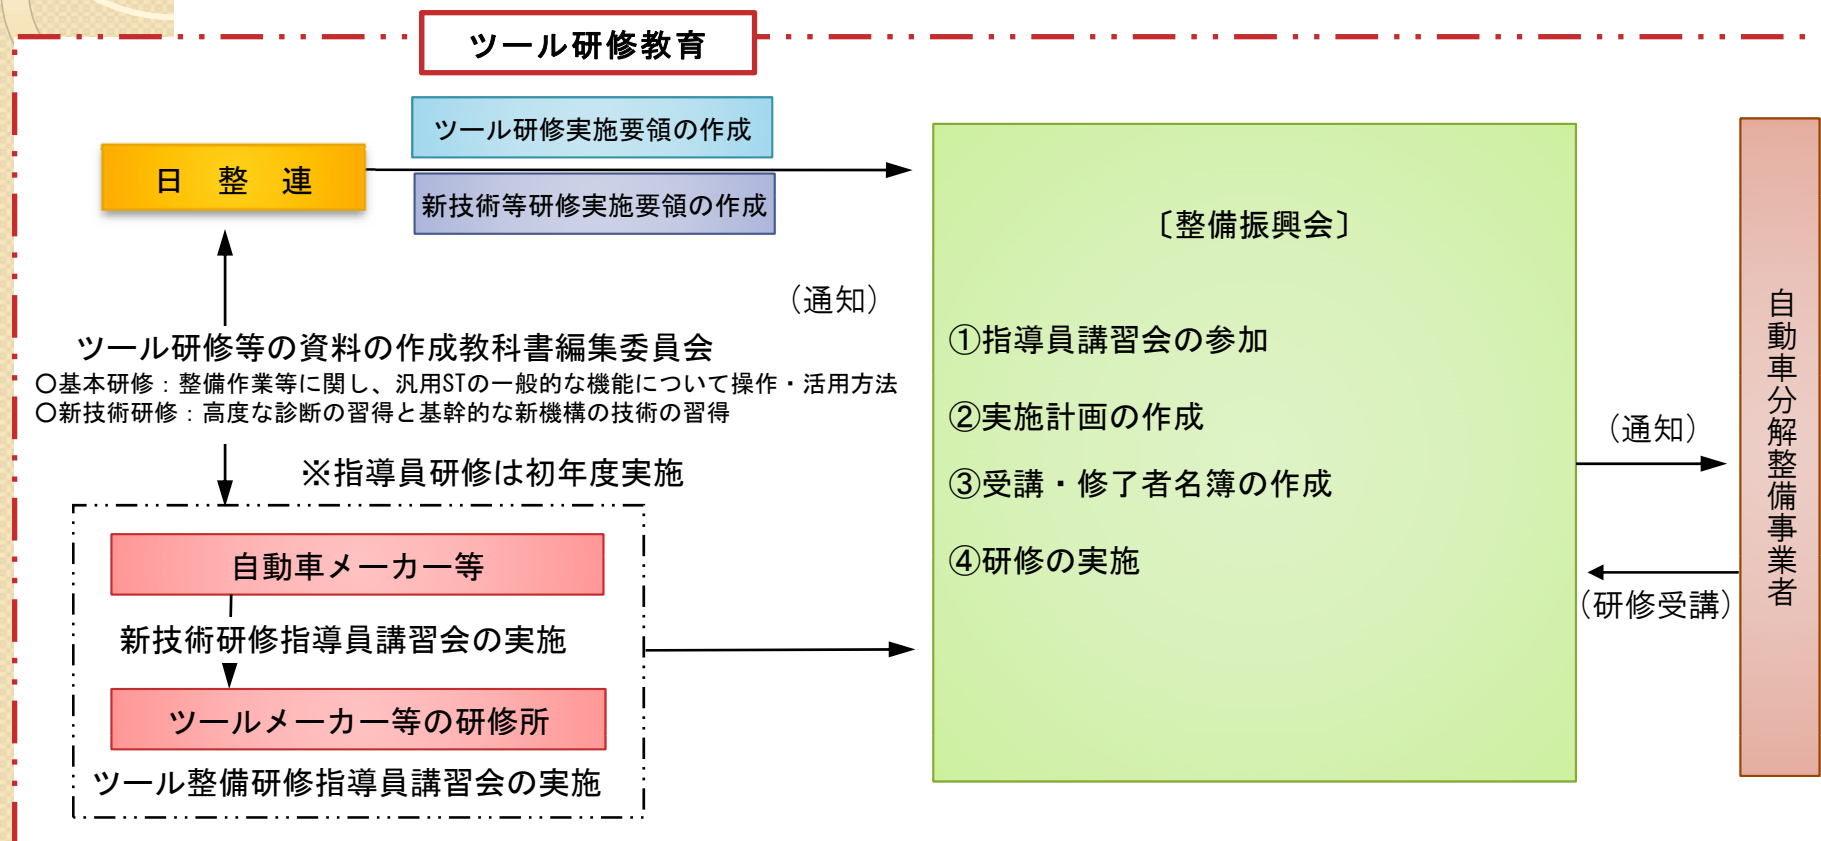 ツール研修教育
ツール研修実施要領の作成
日　整　連
新技術等研修実施要領の作成
（通知）
ツール研修等の資料の作成教科書編集委員会
〇基本研修：整備作業等に関し、汎用STの一般的な機能について操作・活用方法
〇新技術研修：高度な診断の習得と基幹的な新機構の技術の習得
※指導員研修は初年度実施
自動車メーカー等
新技術研修指導員講習会の実施
ツールメーカー等の研修所
ツール整備研修指導員講習会の実施
〔整備振興会〕
①指導員講習会の参加
②実施計画の作成
③受講・修了者名簿の作成
④研修の実施
（通知）
（研修受講）
自動車分解整備事業者